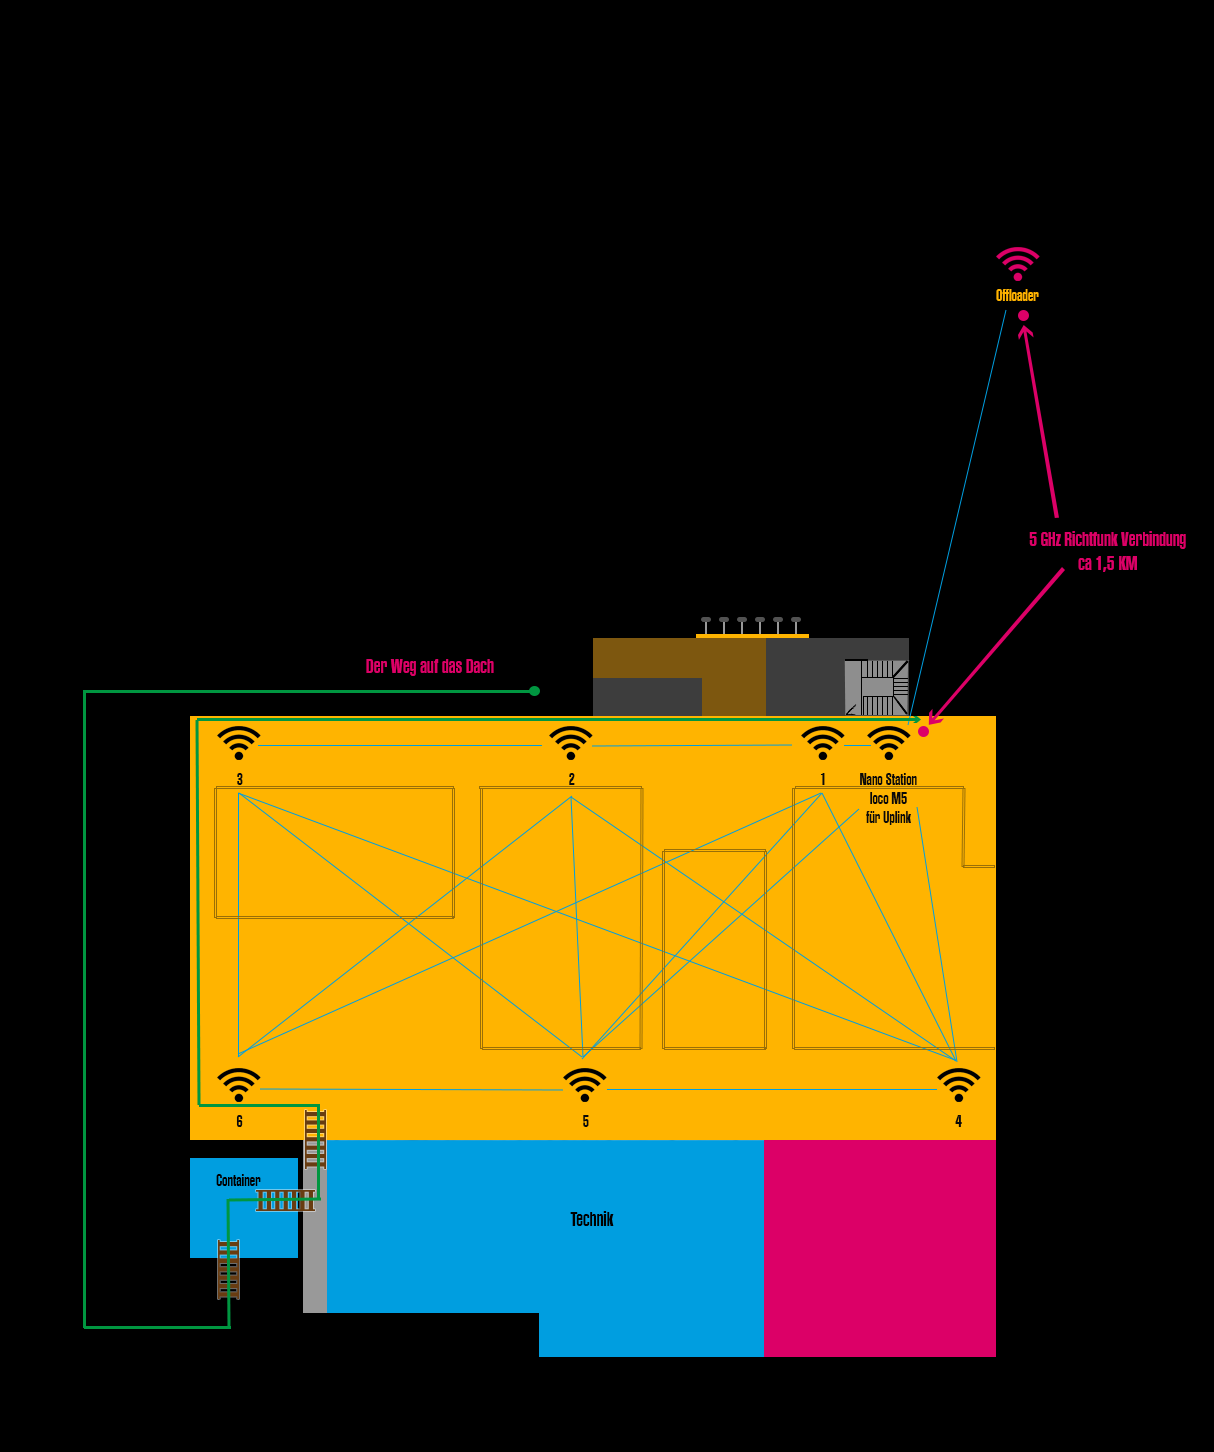 Offloader
5 GHz Richtfunk Verbindung
ca 1,5 KM
Der Weg auf das Dach
3
2
1
Nano Station
loco M5
für Uplink
6
5
4
Container
Technik